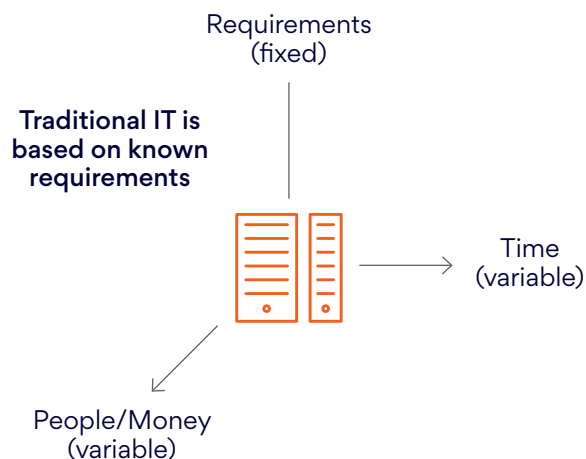 Requirements
(fixed)
Traditional IT is
based on known
requirements
Time
(variable)
People/Money
(variable)